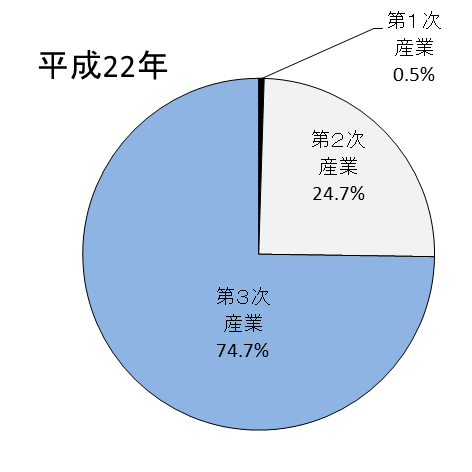 平成22年
第１次
産業
0.5%
第２次
産業
24.7%
第３次
産業
74.7%